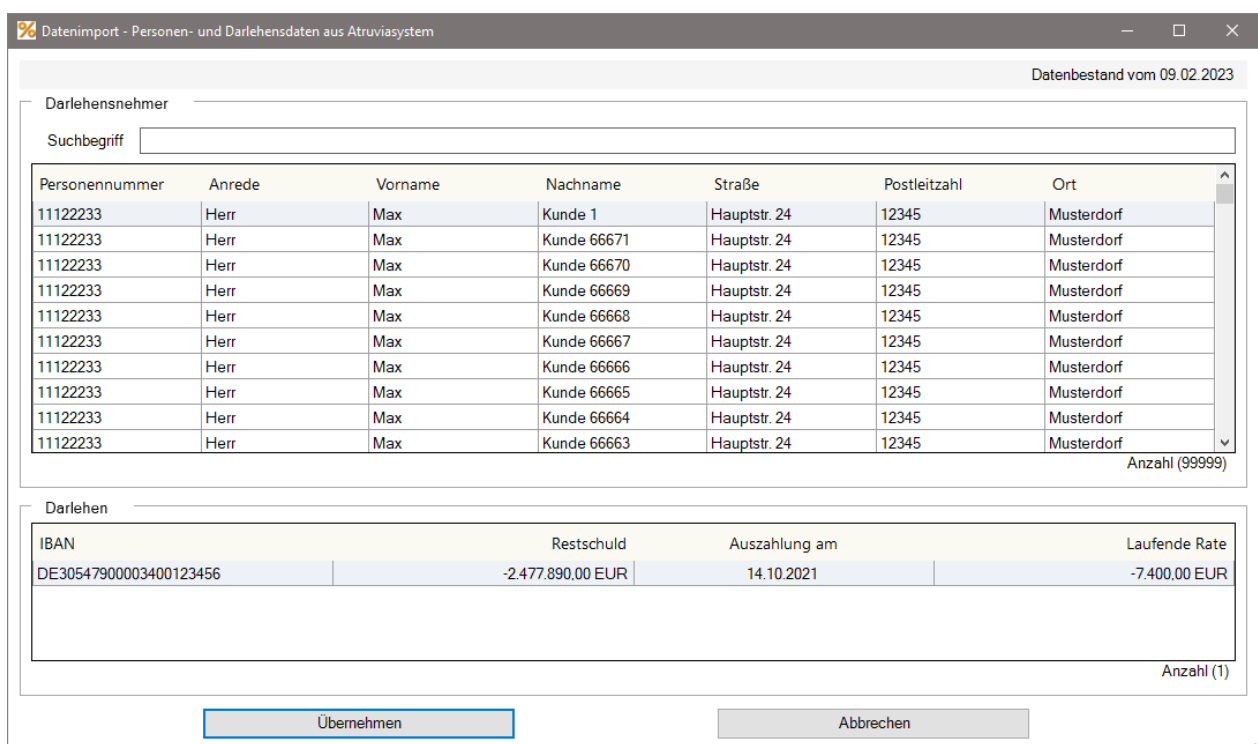 Datenimport - Personen- und Darlehensdaten aus Atruviasystem
Datenbestand vom 09.02.2023
Darlehensnehmer
Suchbegriff
Personennummer Anrede Vorname Nachname Straße Postleitzahl Ort
11122233 Herr Max Kunde 1 Hauptstr. 24 12345 Musterdorf
11122233 Herr Max Kunde 66671 Hauptstr. 24 12345 Musterdorf
11122233 Herr Max Kunde 66670 Hauptstr. 24 12345 Musterdorf
11122233 Herr Max Kunde 66669 Hauptstr. 24 12345 Musterdorf
11122233 Herr Max Kunde 66668 Hauptstr. 24 12345 Musterdorf
11122233 Herr Max Kunde 66667 Hauptstr. 24 12345 Musterdorf
11122233 Herr Max Kunde 66666 Hauptstr. 24 12345 Musterdorf
11122233 Herr Max Kunde 66665 Hauptstr. 24 12345 Musterdorf
11122233 Herr Max Kunde 66664 Hauptstr. 24 12345 Musterdorf
11122233 Herr Max Kunde 66663 Hauptstr. 24 12345 Musterdorf
Anzahl (99999)
Darlehen
IBAN Restschuld Auszahlung am Laufende Rate
DE30547900003400123456 -2.477.890,00 EUR 14.10.2021 -7.400,00 EUR
Anzahl (1)
Übernehmen Abbrechen